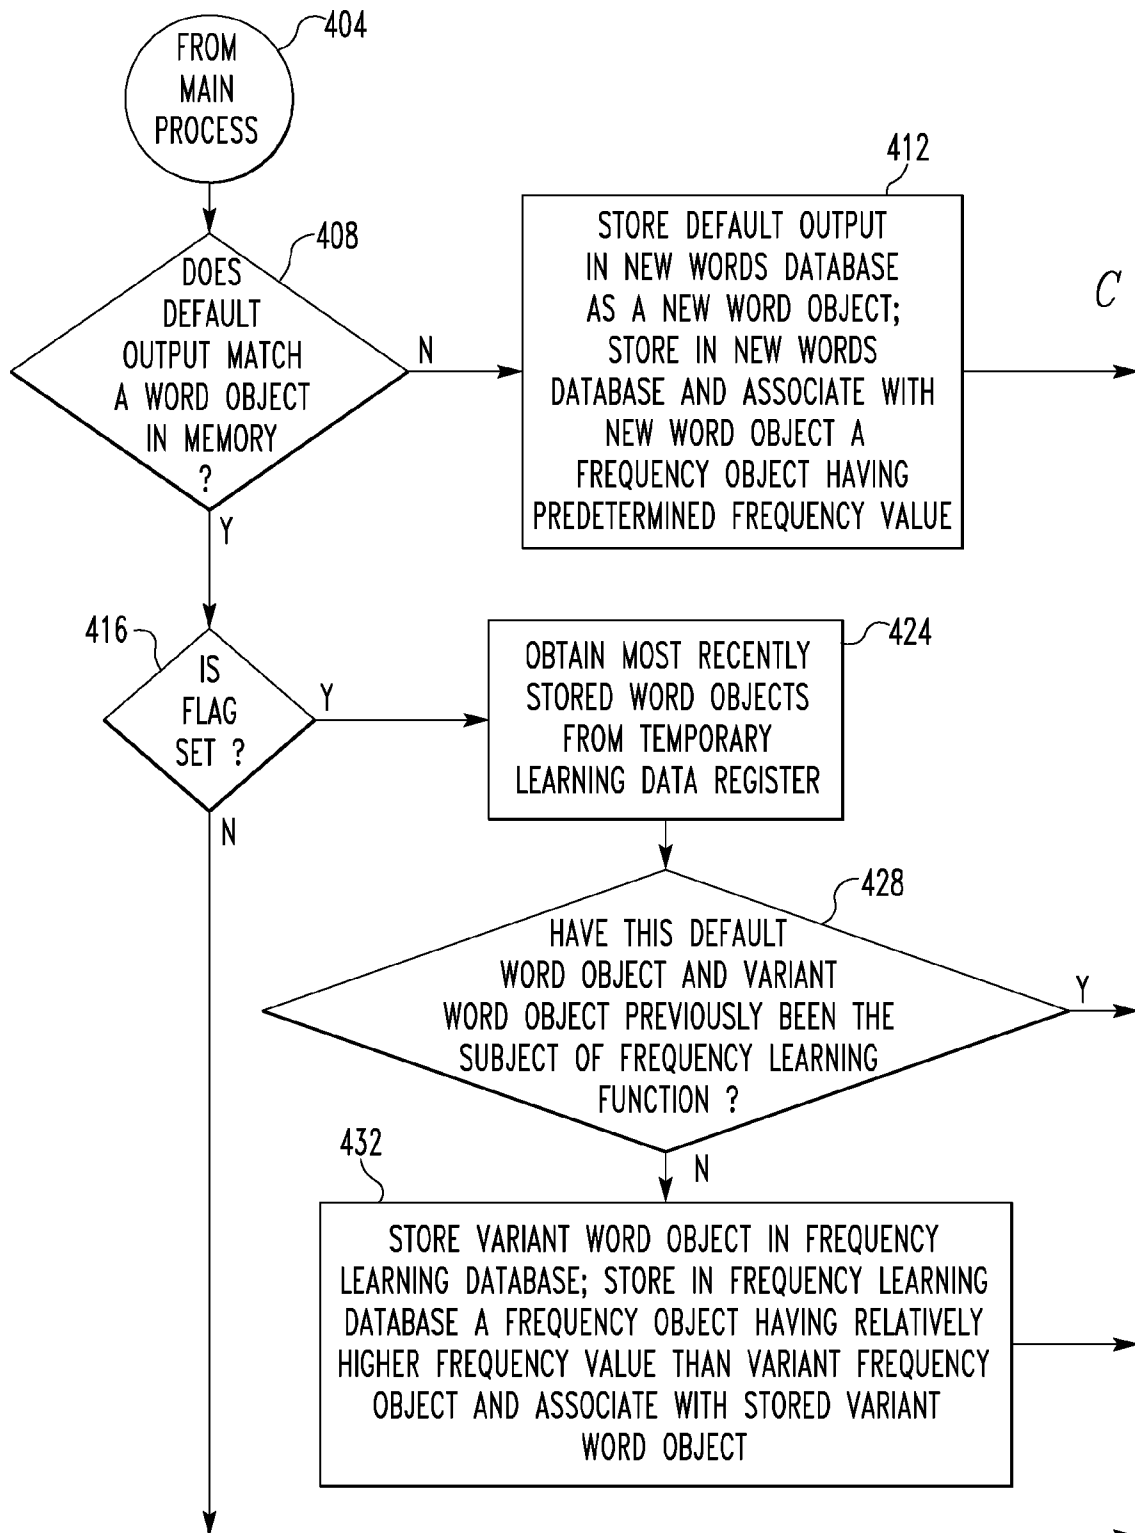 404
FROM
MAIN
PROCESS
408
DOES
DEFAULT
OUTPUT MATCH
A WORD OBJECT
IN MEMORY
?
N
Y
412
STORE DEFAULT OUTPUT
IN NEW WORDS DATABASE
AS A NEW WORD OBJECT;
STORE IN NEW WORDS
DATABASE AND ASSOCIATE WITH
NEW WORD OBJECT A
FREQUENCY OBJECT HAVING
PREDETERMINED FREQUENCY VALUE
C
416
IS
FLAG
SET ?
Y
N
424
OBTAIN MOST RECENTLY
STORED WORD OBJECTS
FROM TEMPORARY
LEARNING DATA REGISTER
428
HAVE THIS DEFAULT
WORD OBJECT AND VARIANT
WORD OBJECT PREVIOUSLY BEEN THE
SUBJECT OF FREQUENCY LEARNING
FUNCTION ?
Y
N
432
STORE VARIANT WORD OBJECT IN FREQUENCY
LEARNING DATABASE; STORE IN FREQUENCY LEARNING
DATABASE A FREQUENCY OBJECT HAVING RELATIVELY
HIGHER FREQUENCY VALUE THAN VARIANT FREQUENCY
OBJECT AND ASSOCIATE WITH STORED VARIANT
WORD OBJECT